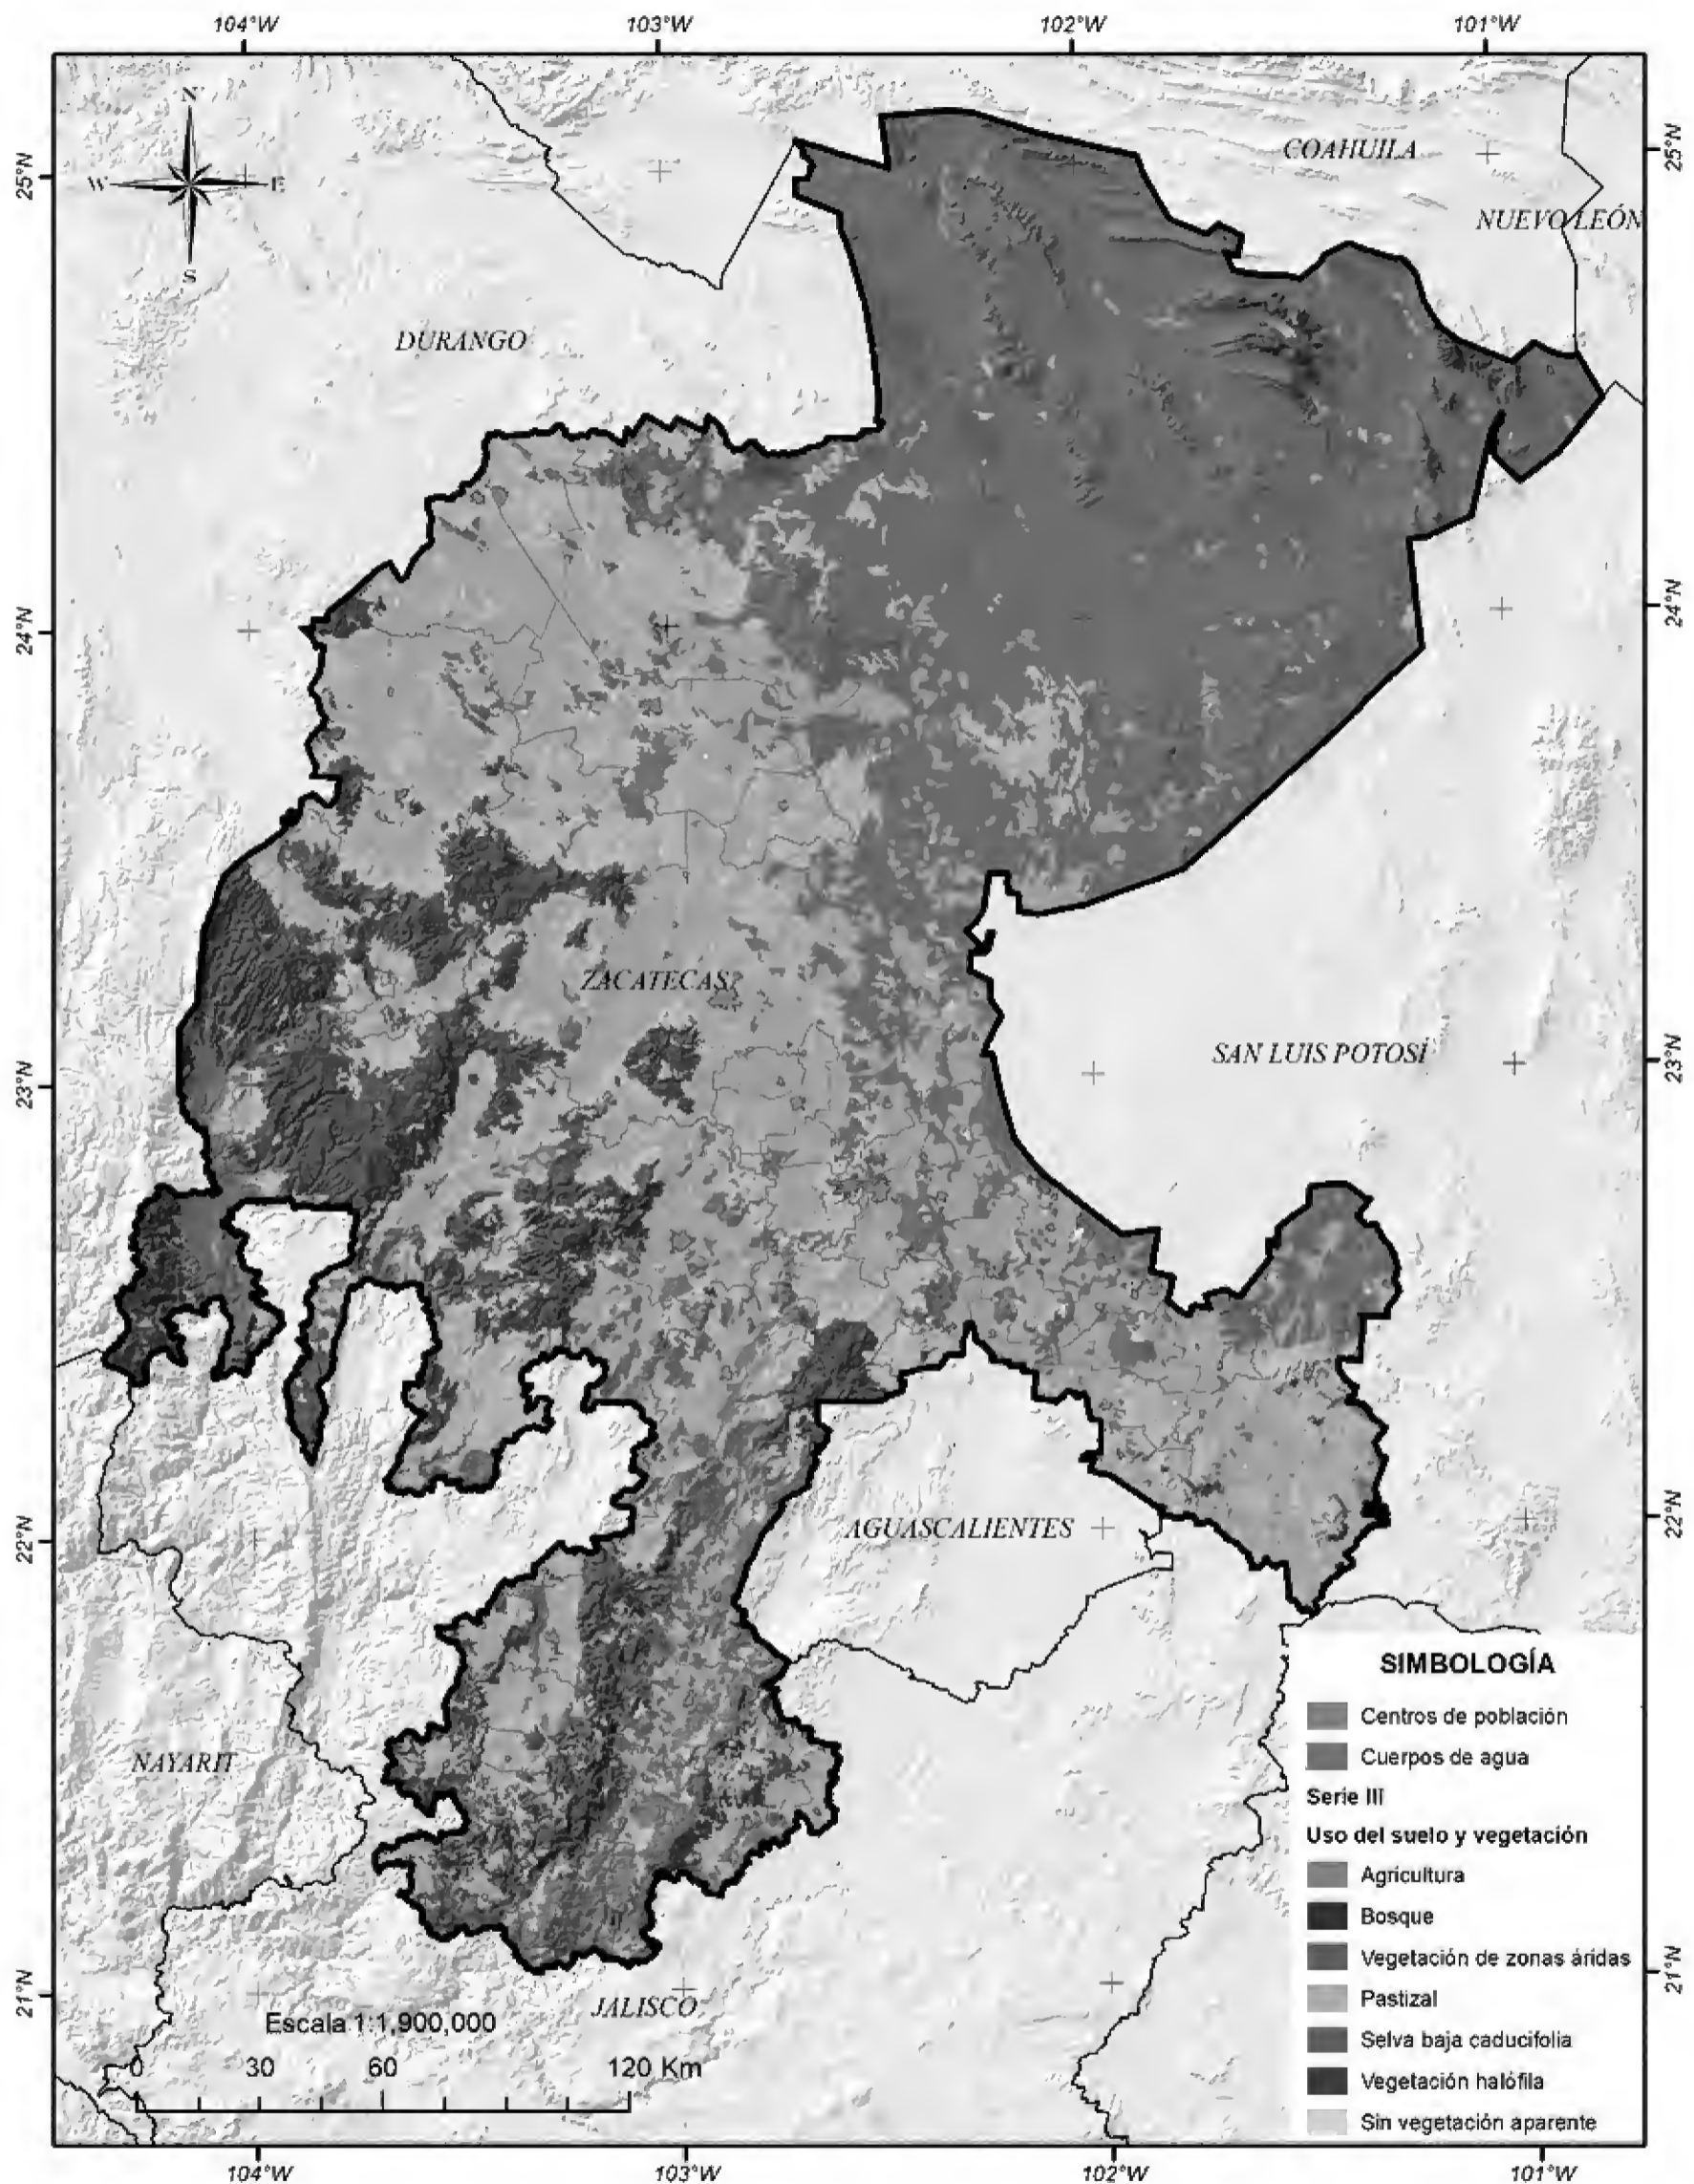 104°W 103°W 102°W 101°W
N
W E
S
25°N 25°N
COAHUILA
NUEVO LEÓN
DURANGO
24°N 24°N
ZACATECAS
SAN LUIS POTOSÍ
23°N 23°N
AGUASCALIENTES
22°N 22°N
NAYARIT
SIMBOLOGÍA
Centros de población
Cuerpos de agua
Serie III
Uso del suelo y vegetación
Agricultura
Bosque
Vegetación de zonas áridas
Pastizal
Selva baja caducifolia
Vegetación halófila
Sin vegetación aparente
21°N 21°N
JALISCO
Escala 1:1,900,000
0 30 60 120 Km
104°W 103°W 102°W 101°W